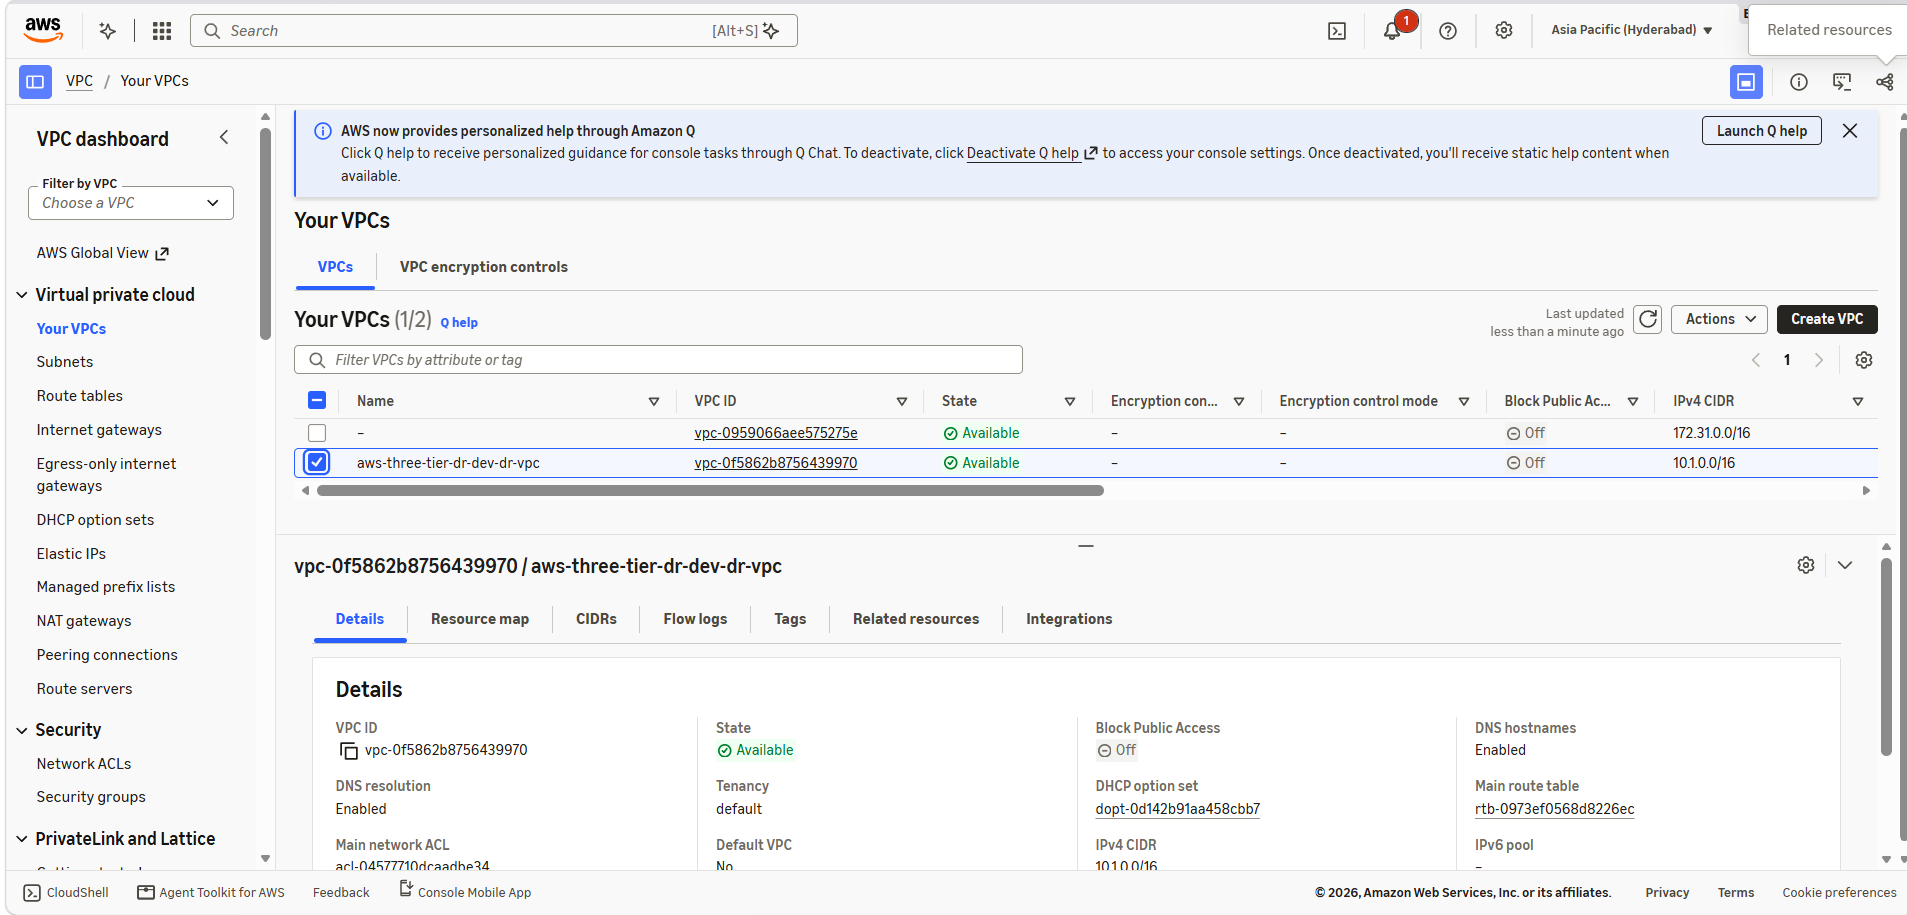 aws
Search
[Alt+S]
1
Asia Pacific (Hyderabad)
Related resources
VPC / Your VPCs
VPC dashboard
Filter by VPC
Choose a VPC
AWS Global View
Virtual private cloud
Your VPCs
Subnets
Route tables
Internet gateways
Egress-only internet
gateways
DHCP option sets
Elastic IPs
Managed prefix lists
NAT gateways
Peering connections
Route servers
Security
Network ACLs
Security groups
PrivateLink and Lattice
AWS now provides personalized help through Amazon Q
Click Q help to receive personalized guidance for console tasks through Q Chat. To deactivate, click Deactivate Q help to access your console settings. Once deactivated, you'll receive static help content when
available.
Launch Q help
Your VPCs
VPCs
VPC encryption controls
Your VPCs (1/2) Q help
Last updated
less than a minute ago
Actions
Create VPC
Filter VPCs by attribute or tag
1
Name VPC ID State Encryption con... Encryption control mode Block Public Ac... IPv4 CIDR
– vpc-0959066aee575275e Available – – Off 172.31.0.0/16
aws-three-tier-dr-dev-dr-vpc vpc-0f5862b8756439970 Available – – Off 10.1.0.0/16
vpc-0f5862b8756439970 / aws-three-tier-dr-dev-dr-vpc
Details Resource map CIDRs Flow logs Tags Related resources Integrations
Details
VPC ID
vpc-0f5862b8756439970
State
Available
Block Public Access
Off
DNS hostnames
Enabled
DNS resolution
Enabled
Tenancy
default
DHCP option set
dopt-0d142b91aa458cbb7
Main route table
rtb-0973ef0568d8226ec
Main network ACL
acl-04577710dcaadbe34
Default VPC
No
IPv4 CIDR
10.1.0.0/16
IPv6 pool
–
CloudShell Agent Toolkit for AWS Feedback Console Mobile App
© 2026, Amazon Web Services, Inc. or its affiliates. Privacy Terms Cookie preferences